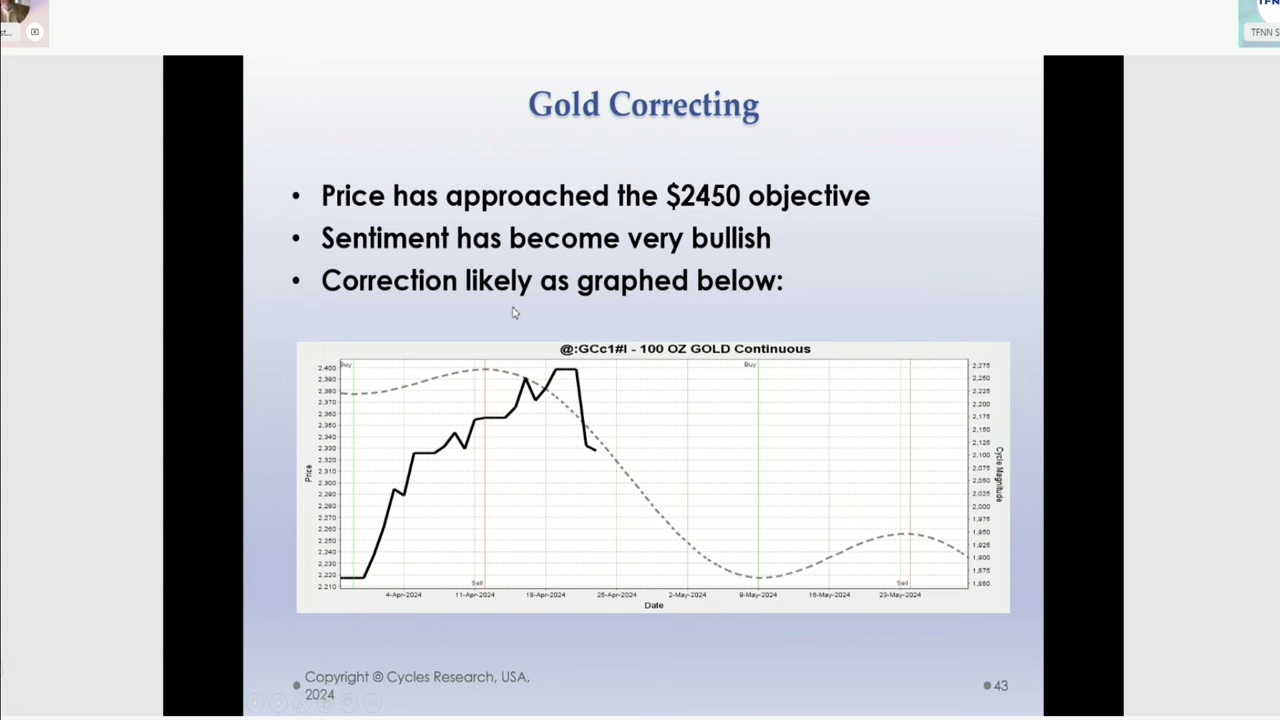 st...
TFNN
TFNN S
Gold Correcting
• Price has approached the $2450 objective
• Sentiment has become very bullish
• Correction likely as graphed below:
@:GCc1#I - 100 OZ GOLD Continuous
Buy
Buy
2,400
2,390
2,380
2,370
2,360
2,350
2,340
2,330
2,320
2,310
2,300
2,290
2,280
2,270
2,260
2,250
2,240
2,230
2,220
2,210
Price
2,275
2,250
2,225
2,200
2,175
2,150
2,125
2,100
2,075
2,050
2,025
2,000
1,975
1,950
1,925
1,900
1,875
1,850
Cycle Magnitude
Sell
Sell
4-Apr-2024 11-Apr-2024 18-Apr-2024 25-Apr-2024 2-May-2024 9-May-2024 16-May-2024 23-May-2024
Date
Copyright © Cycles Research, USA,
2024
43